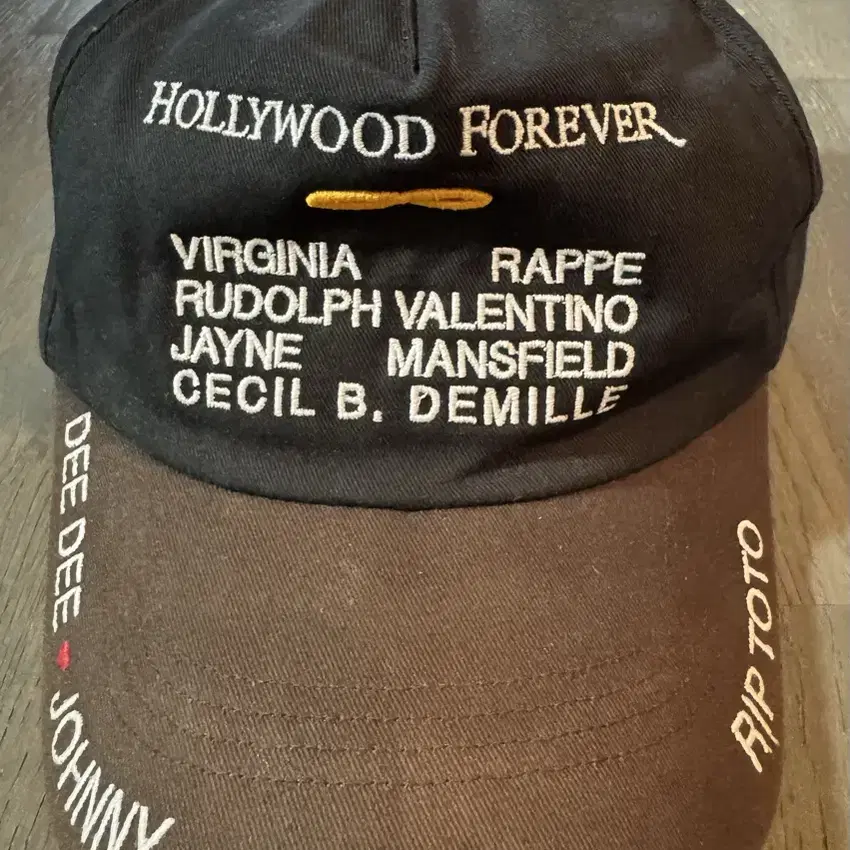 HOLLYWOOD FOREVER
VIRGINIA RAPPE
RUDOLPH VALENTINO
JAYNE MANSFIELD
CECIL B. DEMILLE
DEE DEE ♦ JOHNNY
RIP TOTO